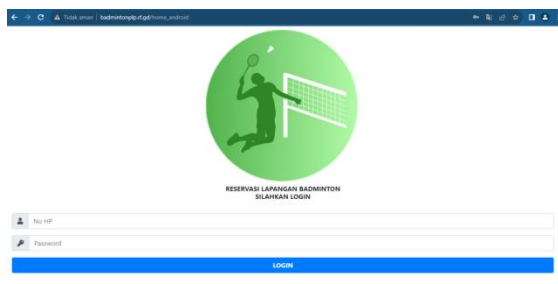 Tidak aman | badmintonplp.rf.gd/home_android
RESERVASI LAPANGAN BADMINTON
SILAHKAN LOGIN
No HP
Password
LOGIN